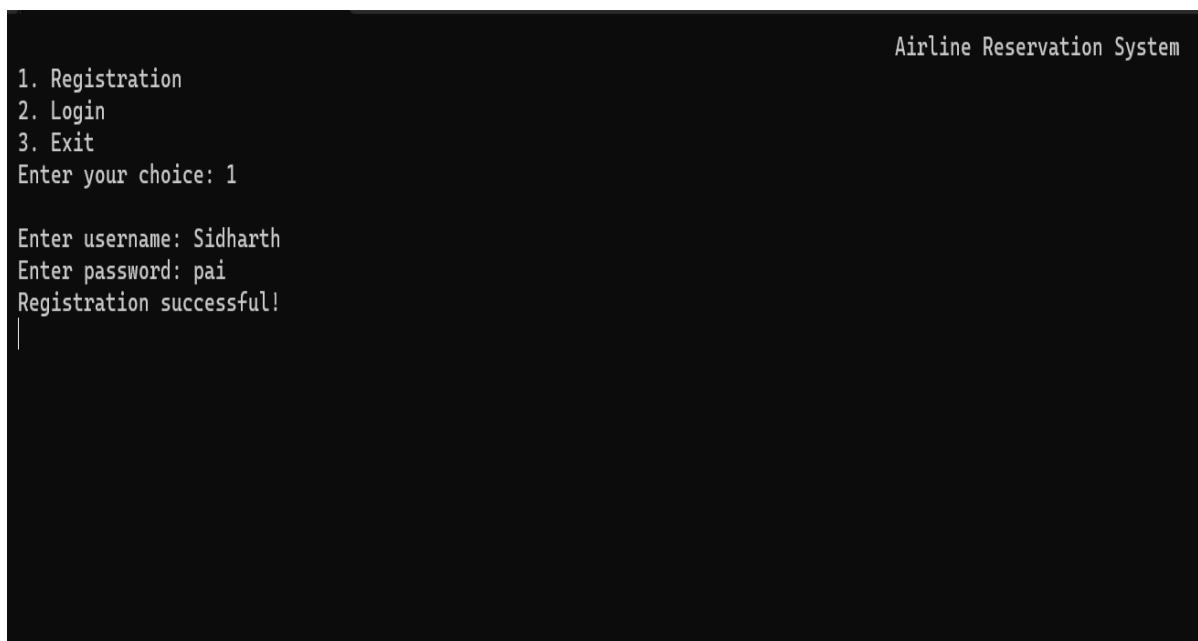 Airline Reservation System
1. Registration
2. Login
3. Exit
Enter your choice: 1
Enter username: Sidharth
Enter password: pai
Registration successful!